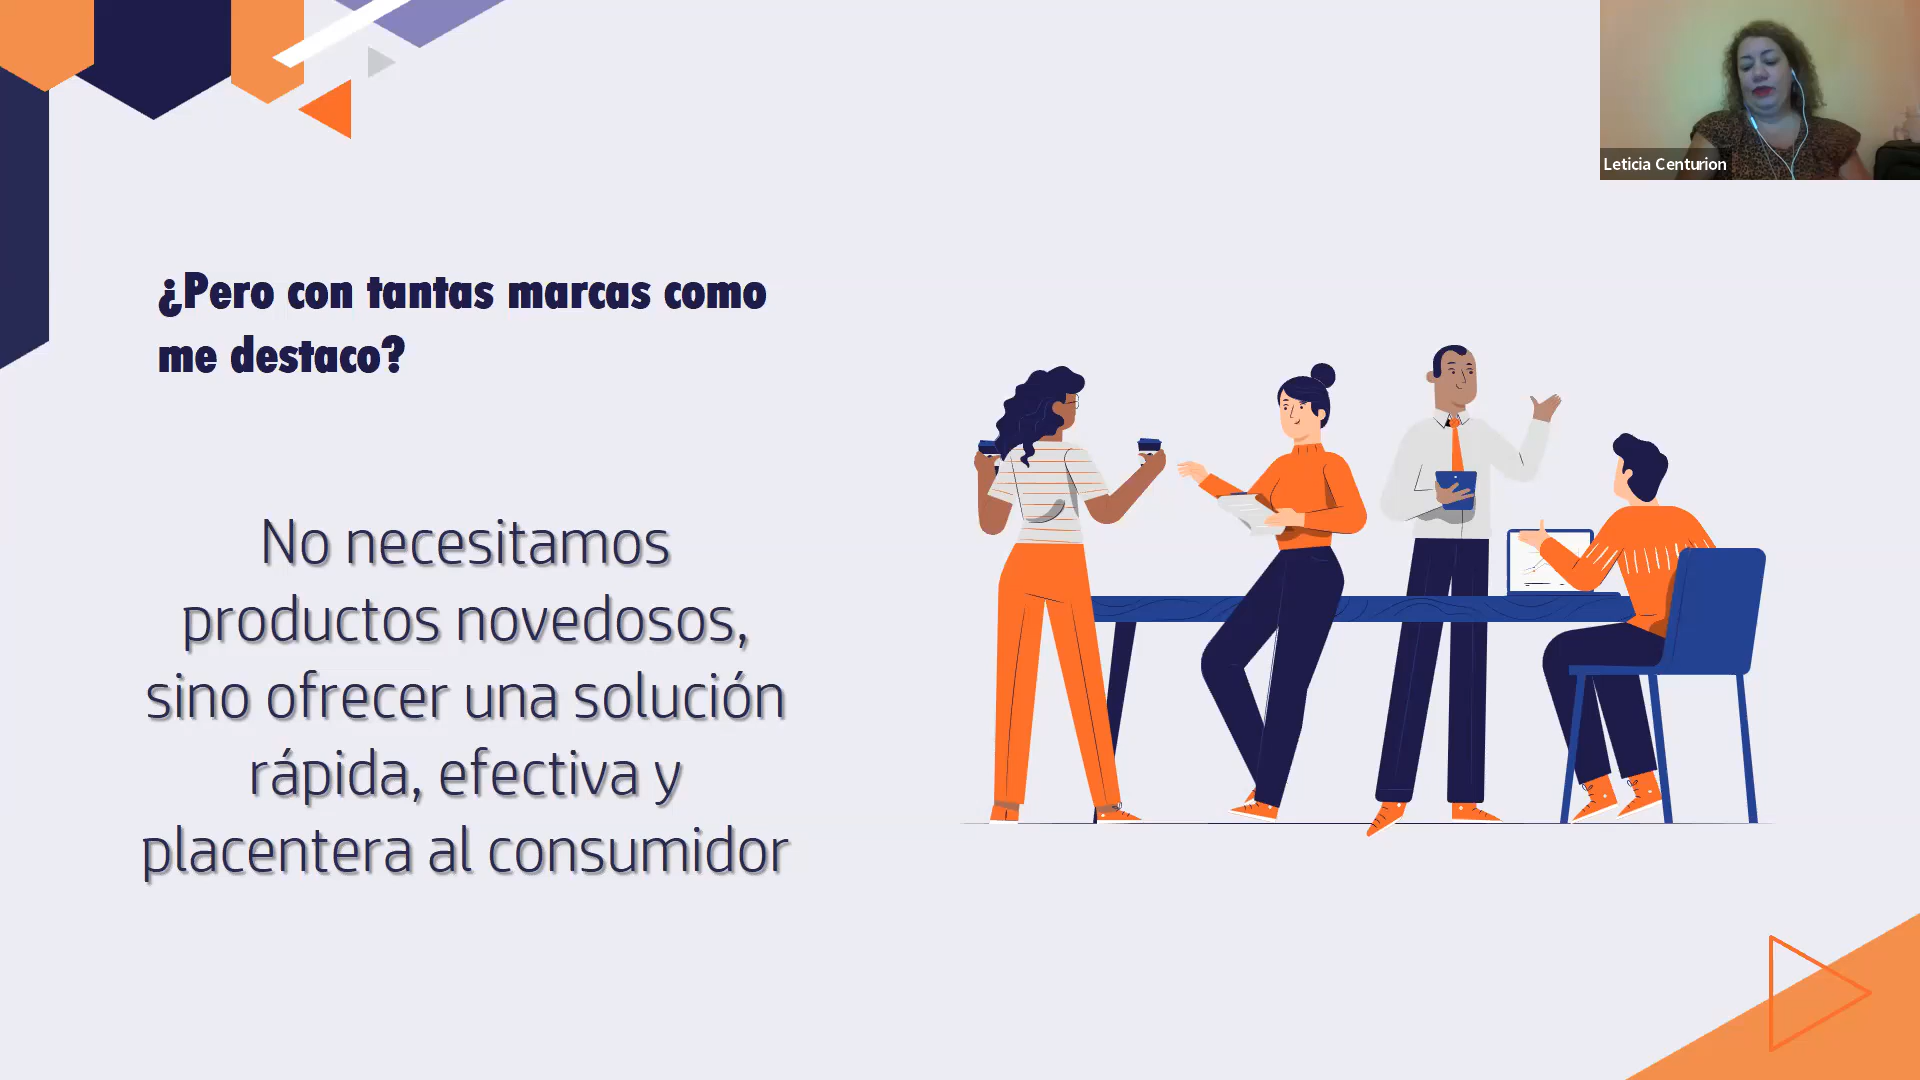 Leticia Centurion
¿Pero con tantas marcas como
me destaco?
No necesitamos
productos novedosos,
sino ofrecer una solución
rápida, efectiva y
placentera al consumidor